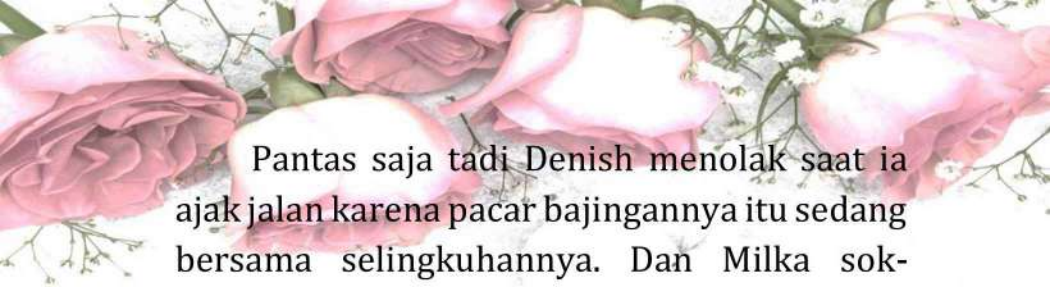 Pantas saja tadi Denish menolak saat ia
ajak jalan karena pacar bajingannya itu sedang
bersama selingkuhannya. Dan Milka sok-